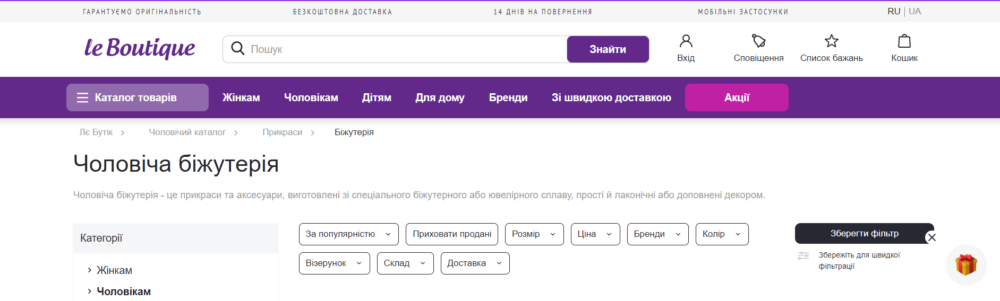 ГАРАНТУЄМО ОРИГІНАЛЬНІСТЬ БЕЗКОШТОВНА ДОСТАВКА 14 ДНІВ НА ПОВЕРНЕННЯ МОБІЛЬНІ ЗАСТОСУНКИ RU | UA
le Boutique Пошук Знайти Вхід Сповіщення Список бажань Кошик
Каталог товарів Жінкам Чоловікам Дітям Для дому Бренди Зі швидкою доставкою Акції
Лє Бутік Чоловічий каталог Прикраси Біжутерія
Чоловіча біжутерія
Чоловіча біжутерія - це прикраси та аксесуари, виготовлені зі спеціального біжутерного або ювелірного сплаву, прості й лаконічні або доповнені декором.
Категорії
Жінкам
Чоловікам
За популярністю Приховати продані Розмір Ціна Бренди Колір
Візерунок Склад Доставка
Зберегти фільтр
Збережіть для швидкої
фільтрації